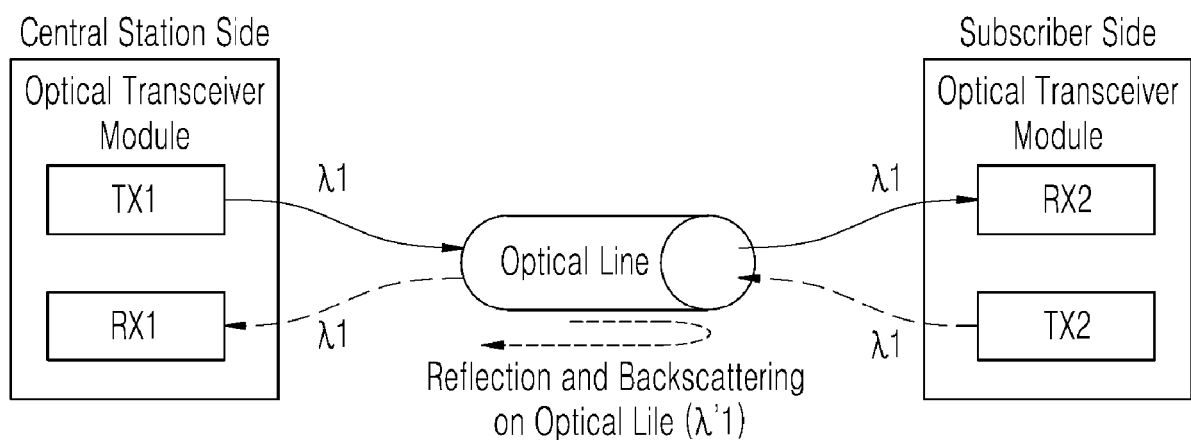 Central Station Side
Optical Transceiver
Module
TX1
RX1
λ1
λ1
Optical Line
Reflection and Backscattering
on Optical Lile (λ'1)
λ1
λ1
Subscriber Side
Optical Transceiver
Module
RX2
TX2